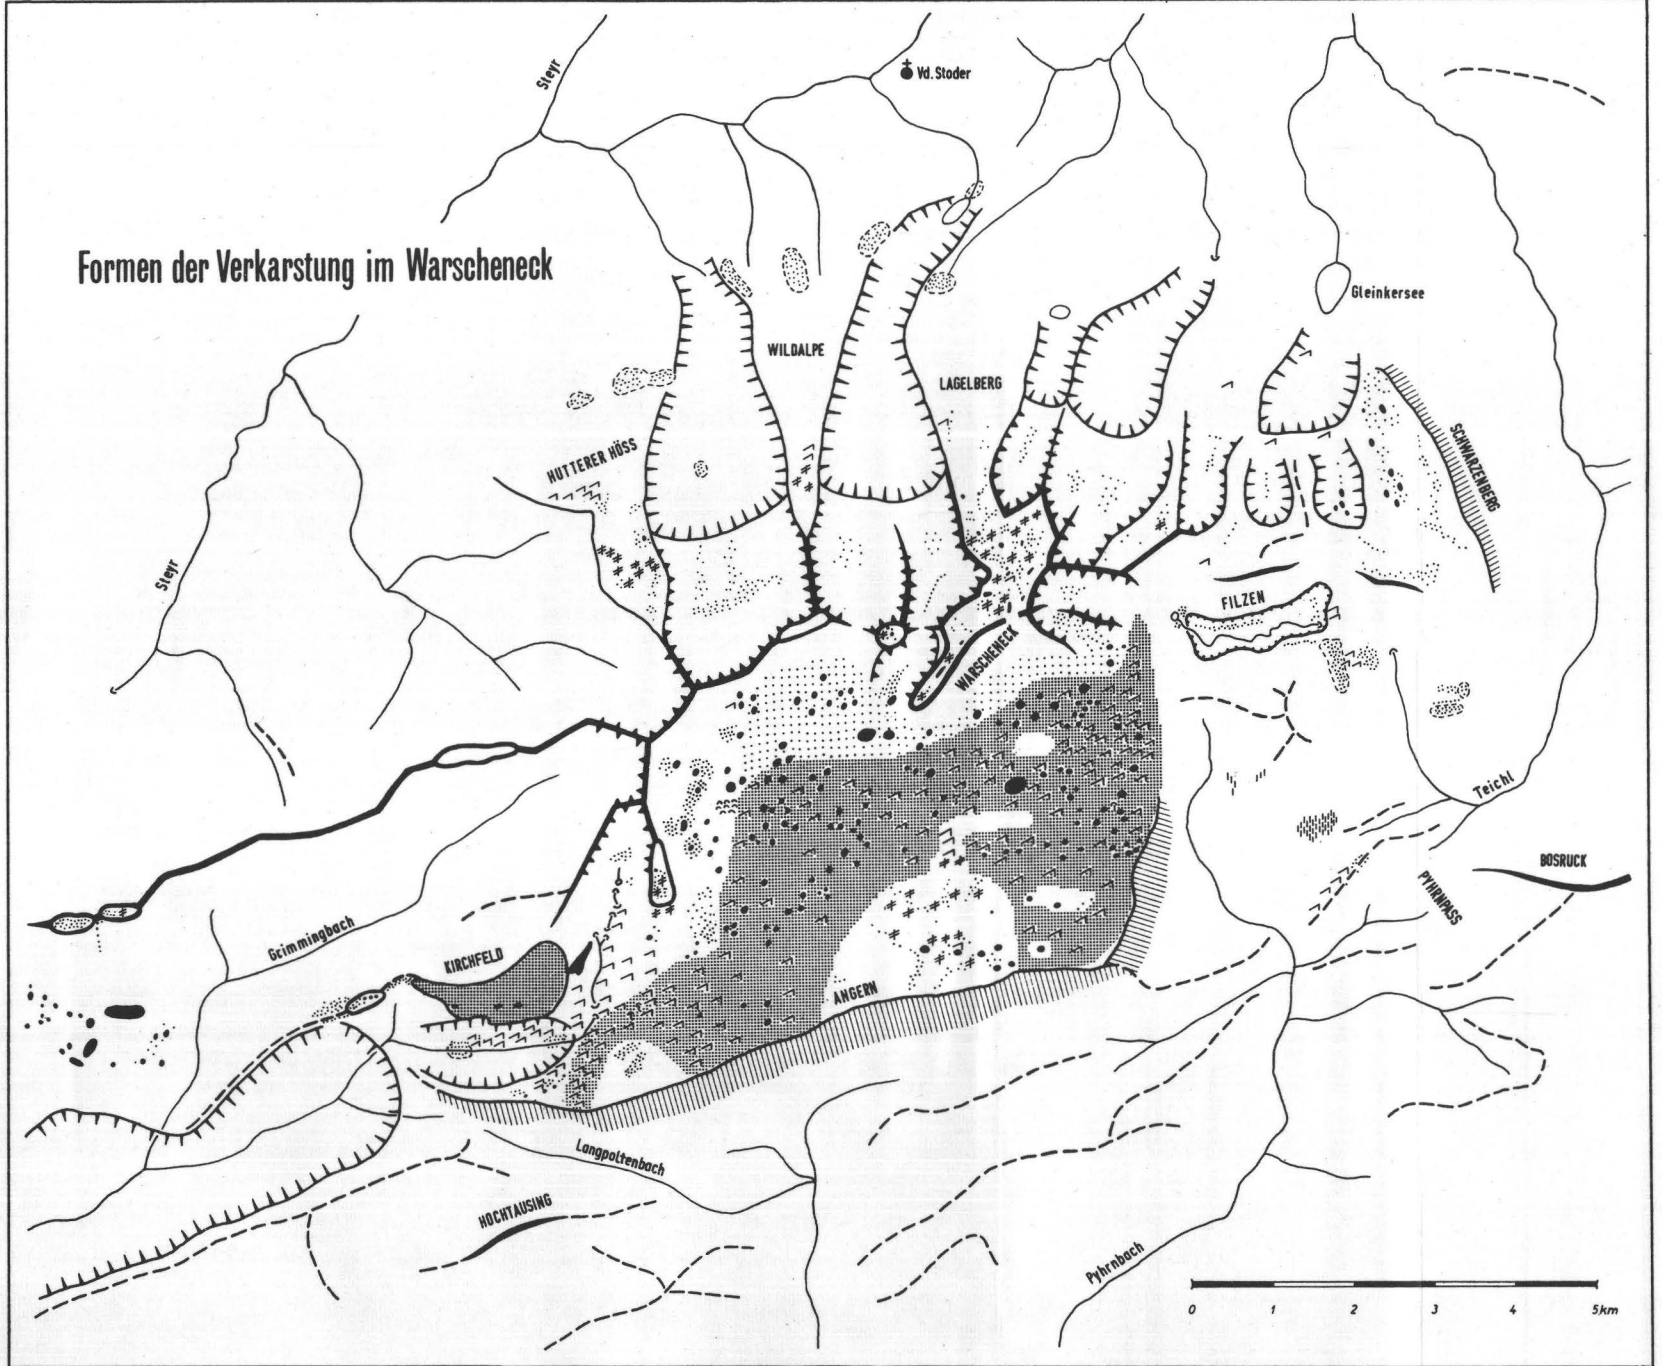 Steyr
Vd. Stoder
Formen der Verkarstung im Warscheneck
Gleinkersee
WILDALPE
LAGELBERG
HUTTERER HÖSS
SCHWARZENBERG
Steyr
FILZEN
WARSCHENECK
Teichl
BOSRUCK
PYHRNPASS
Grimmingbach
KIRCHFELD
ANGERN
Langpoltenbach
HOCHTAUSING
Pyhrnbach
0 1 2 3 4 5km